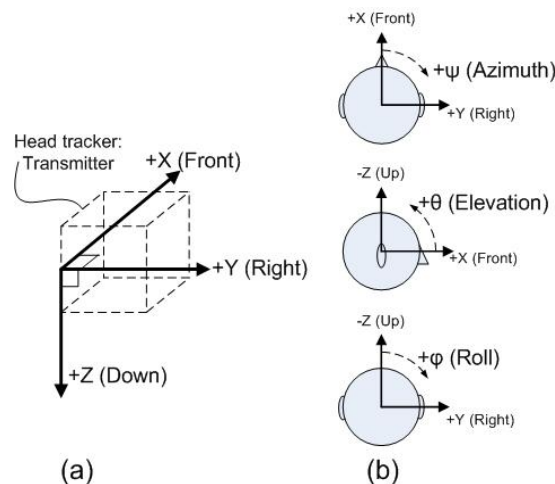 Head tracker:
Transmitter
+X (Front)
+Y (Right)
+Z (Down)
(a)
+X (Front)
+ψ (Azimuth)
+Y (Right)
-Z (Up)
+θ (Elevation)
+X (Front)
-Z (Up)
+φ (Roll)
+Y (Right)
(b)